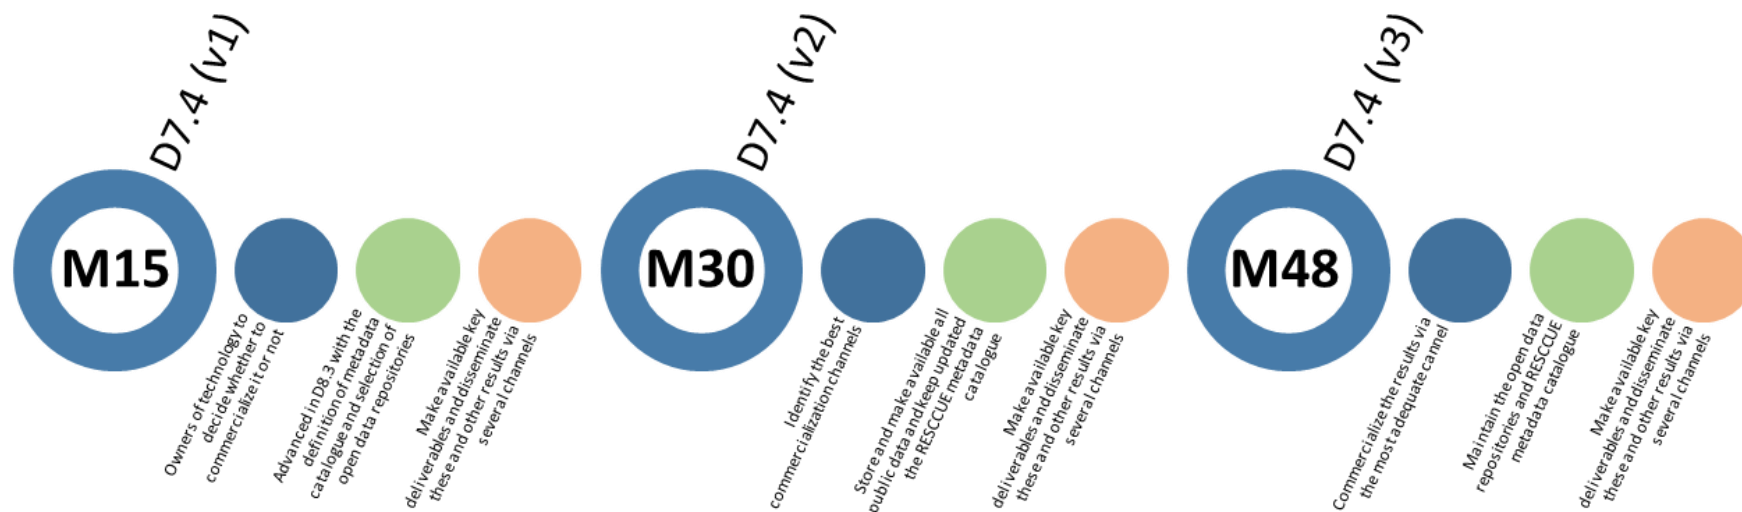 D7.4 (v1)
M15
Owners of technology to
decide whether to
commercialize it or not
Advanced in D8.3 with the
definition of metadata
catalogue and selection of
open data repositories
Make available key
deliverables and disseminate
these and other results via
several channels
D7.4 (v2)
M30
Identify the best
commercialization channels
Store and make available all
public data and keep updated
the RESCCUE metadata
catalogue
Make available key
deliverables and disseminate
these and other results via
several channels
D7.4 (v3)
M48
Commercialize the results via
the most adequate channel
Maintain the open data
repositories and RESCCUE
metadata catalogue
Make available key
deliverables and disseminate
these and other results via
several channels